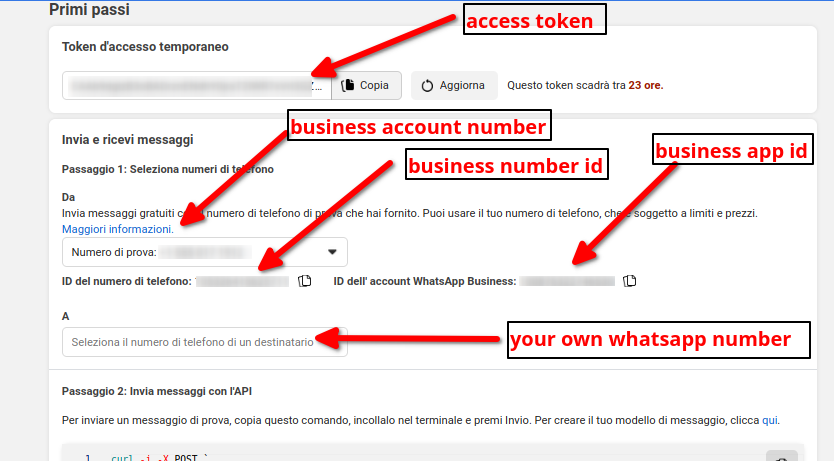 Primi passi
access token
Token d'accesso temporaneo
Copia
Aggiorna
Questo token scadrà tra 23 ore.
business account number
Invia e ricevi messaggi
business number id
business app id
Passaggio 1: Seleziona numeri di telefono
Da
Invia messaggi gratuiti numero di telefono di che hai fornito. Puoi usare il tuo numero di telefono, che è soggetto a limiti e prezzi.
Maggiori informazioni.
Numero di prova:
ID del numero di telefono:
ID dell' account WhatsApp Business:
A
Seleziona il numero di telefono di un destinatario
your own whatsapp number
Passaggio 2: Invia messaggi con l'API
Per inviare un messaggio di prova, copia questo comando, incollalo nel terminale e premi Invio. Per creare il tuo modello di messaggio, clicca qui.
1 curl -i -X POST `